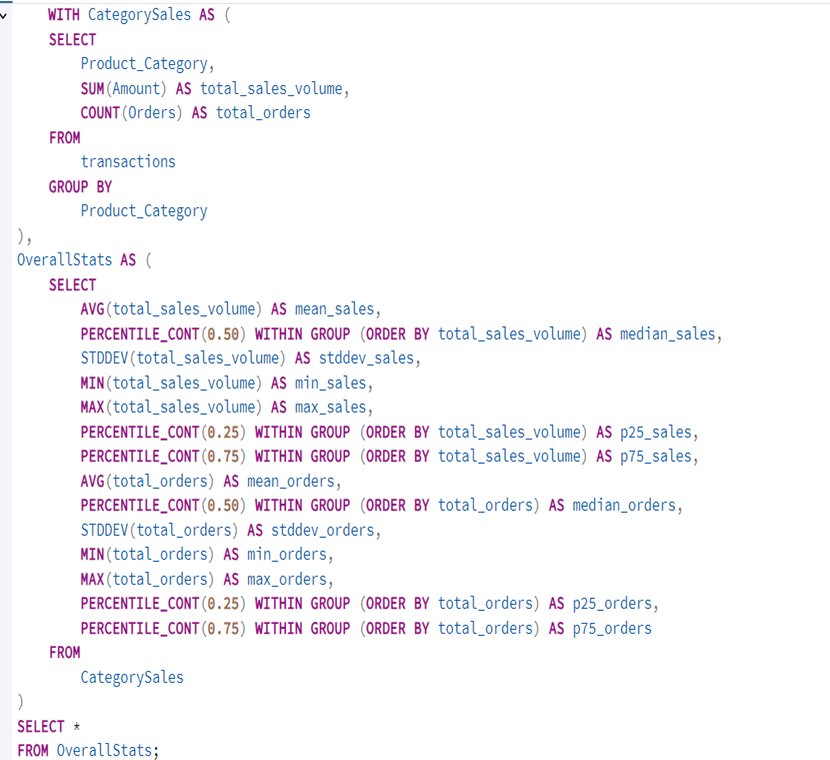 WITH CategorySales AS (
SELECT
Product_Category,
SUM(Amount) AS total_sales_volume,
COUNT(Orders) AS total_orders
FROM
transactions
GROUP BY
Product_Category
),
OverallStats AS (
SELECT
AVG(total_sales_volume) AS mean_sales,
PERCENTILE_CONT(0.50) WITHIN GROUP (ORDER BY total_sales_volume) AS median_sales,
STDDEV(total_sales_volume) AS stddev_sales,
MIN(total_sales_volume) AS min_sales,
MAX(total_sales_volume) AS max_sales,
PERCENTILE_CONT(0.25) WITHIN GROUP (ORDER BY total_sales_volume) AS p25_sales,
PERCENTILE_CONT(0.75) WITHIN GROUP (ORDER BY total_sales_volume) AS p75_sales,
AVG(total_orders) AS mean_orders,
PERCENTILE_CONT(0.50) WITHIN GROUP (ORDER BY total_orders) AS median_orders,
STDDEV(total_orders) AS stddev_orders,
MIN(total_orders) AS min_orders,
MAX(total_orders) AS max_orders,
PERCENTILE_CONT(0.25) WITHIN GROUP (ORDER BY total_orders) AS p25_orders,
PERCENTILE_CONT(0.75) WITHIN GROUP (ORDER BY total_orders) AS p75_orders
FROM
CategorySales
)
SELECT *
FROM OverallStats;